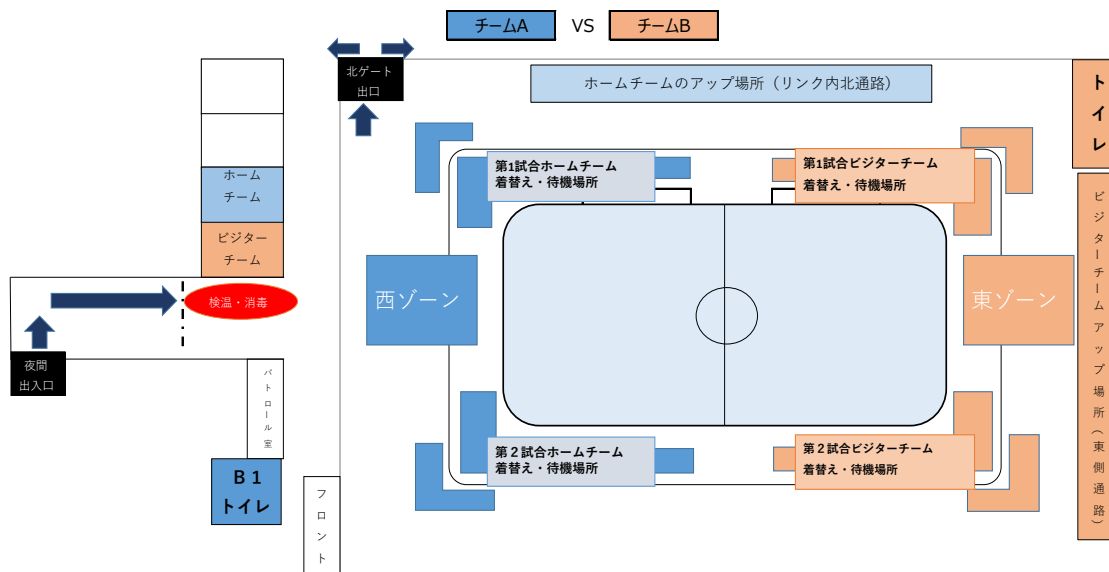 チームA VS チームB
北ゲート
出口
ホームチームのアップ場所（リンク内北通路）
トイレ
ホーム
チーム
ビジター
チーム
検温・消毒
夜間
出入口
パトロール室
B1
トイレ
フロント
第1試合ホームチーム
着替え・待機場所
第1試合ビジターチーム
着替え・待機場所
西ゾーン
東ゾーン
第２試合ホームチーム
着替え・待機場所
第２試合ビジターチーム
着替え・待機場所
ビジターチームアップ場所（東側通路）